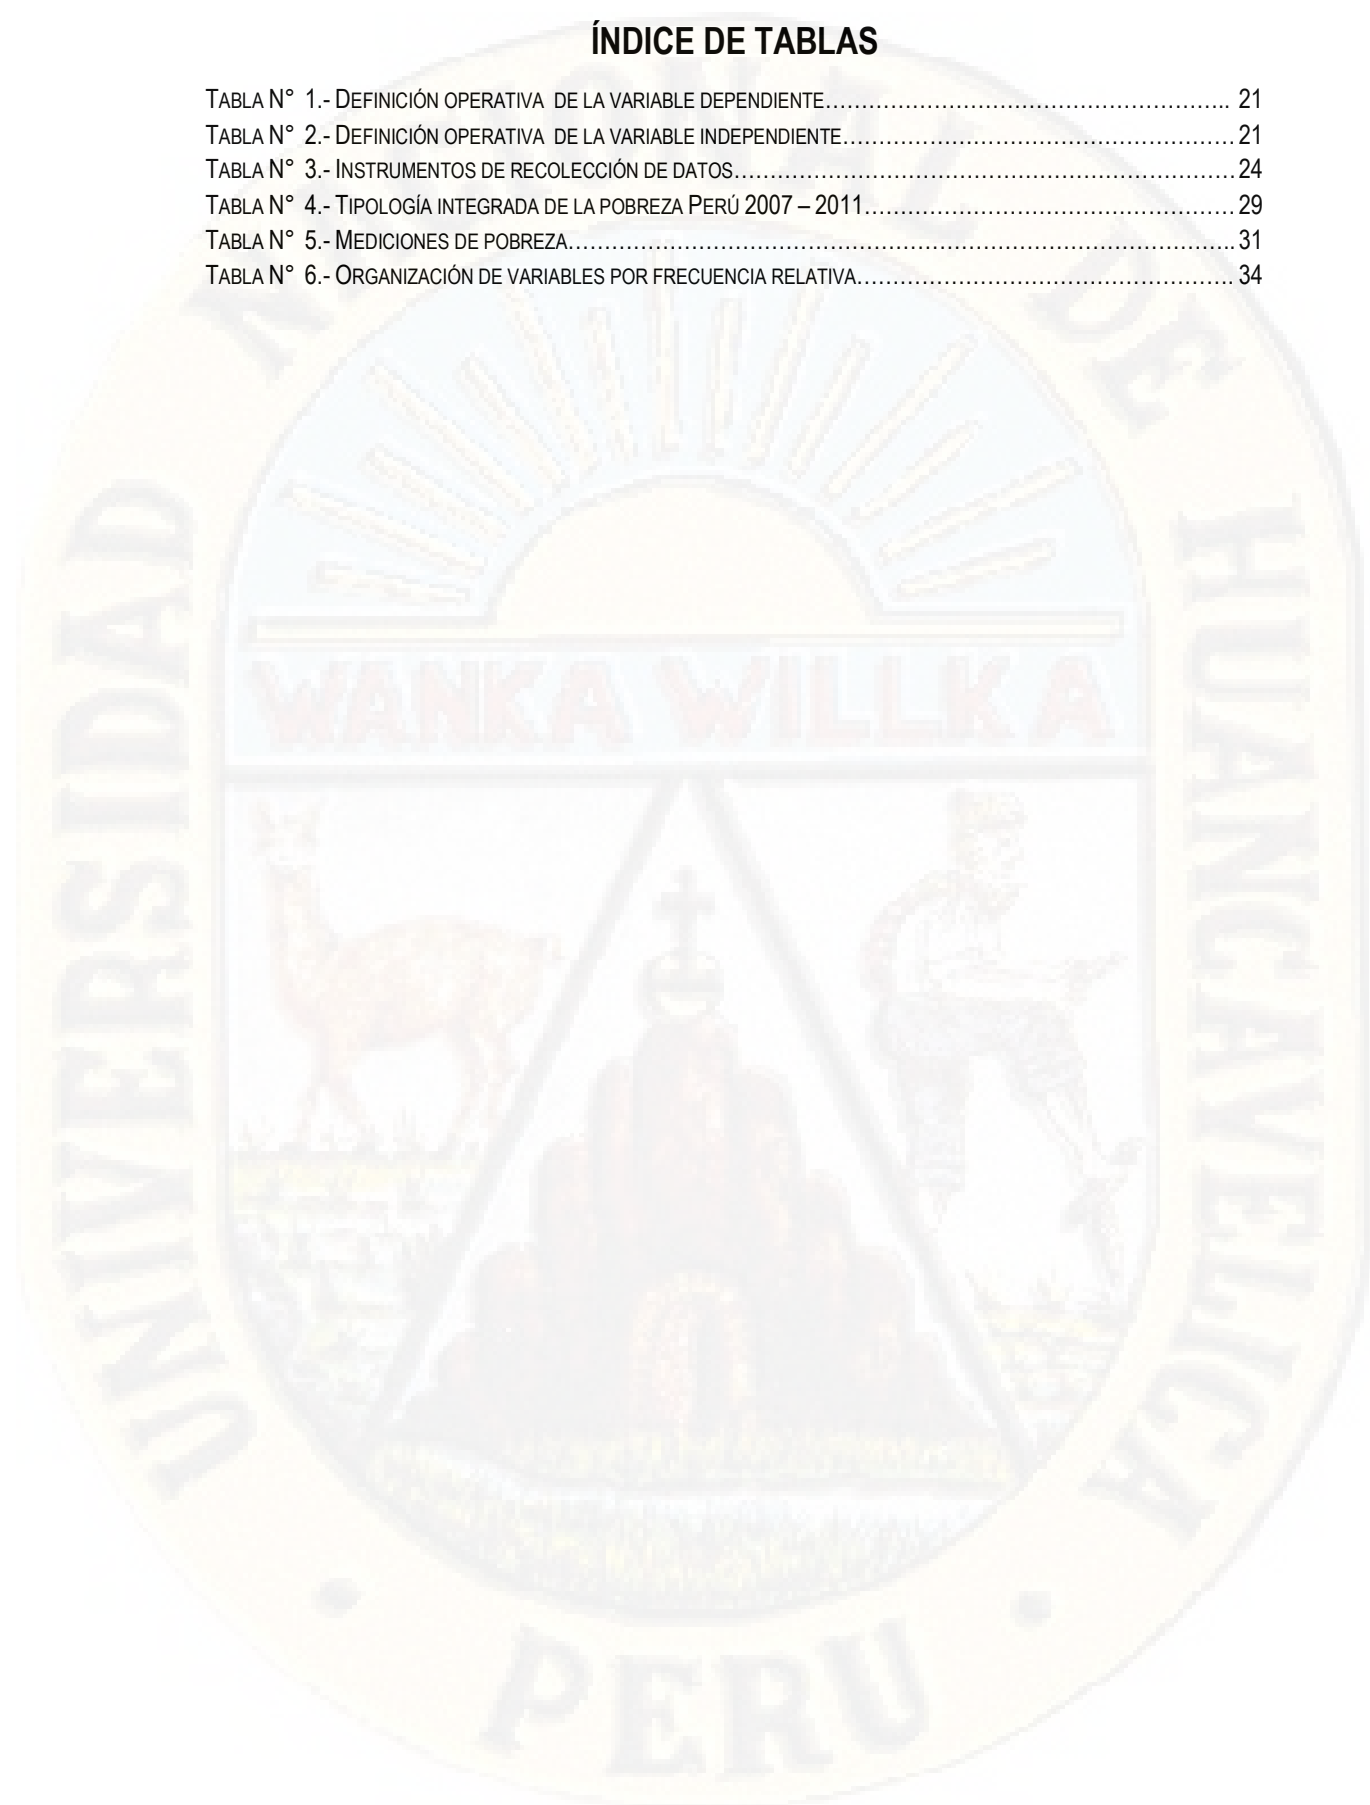 ÍNDICE DE TABLAS
TABLA N° 1.- DEFINICIÓN OPERATIVA DE LA VARIABLE DEPENDIENTE……………………………………………….. 21
TABLA N° 2.- DEFINICIÓN OPERATIVA DE LA VARIABLE INDEPENDIENTE……………………………………………… 21
TABLA N° 3.- INSTRUMENTOS DE RECOLECCIÓN DE DATOS…………………………………………………………… 24
TABLA N° 4.- TIPOLOGÍA INTEGRADA DE LA POBREZA PERÚ 2007 – 2011…………………………………………… 29
TABLA N° 5.- MEDICIONES DE POBREZA……………………………………………………………………………….. 31
TABLA N° 6.- ORGANIZACIÓN DE VARIABLES POR FRECUENCIA RELATIVA……………………………………………. 34
UNIVERSIDAD NACIONAL DE HUANCAVELICA
WANKA WILLKA
• PERU •